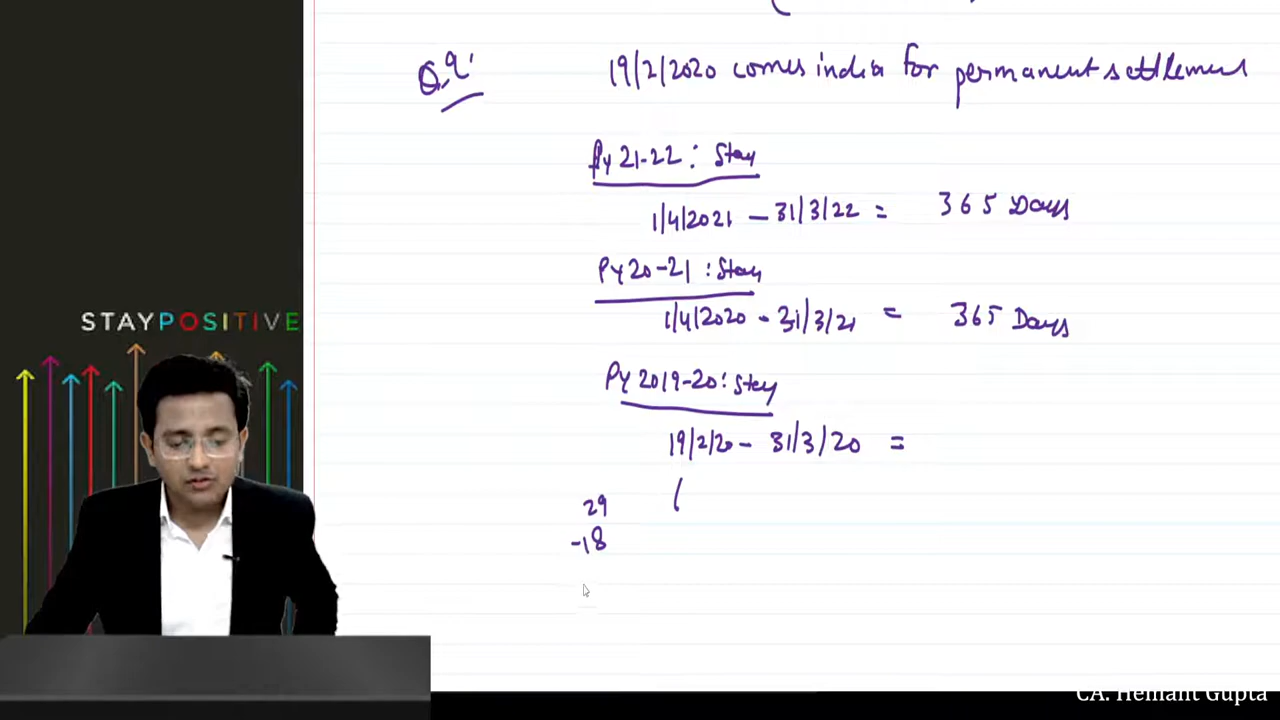 Q.9'
19/2/2020 comes india for permanent settlement
Py 21-22 : Stay
1/4/2021 – 31/3/22 = 365 Days
Py 20-21 : Stay
1/4/2020 - 31/3/21 = 365 Days
Py 2019-20 : Stay
19/2/20 – 31/3/20 =
29 (
-18
STAYPOSITIVE
CA. Hemant Gupta